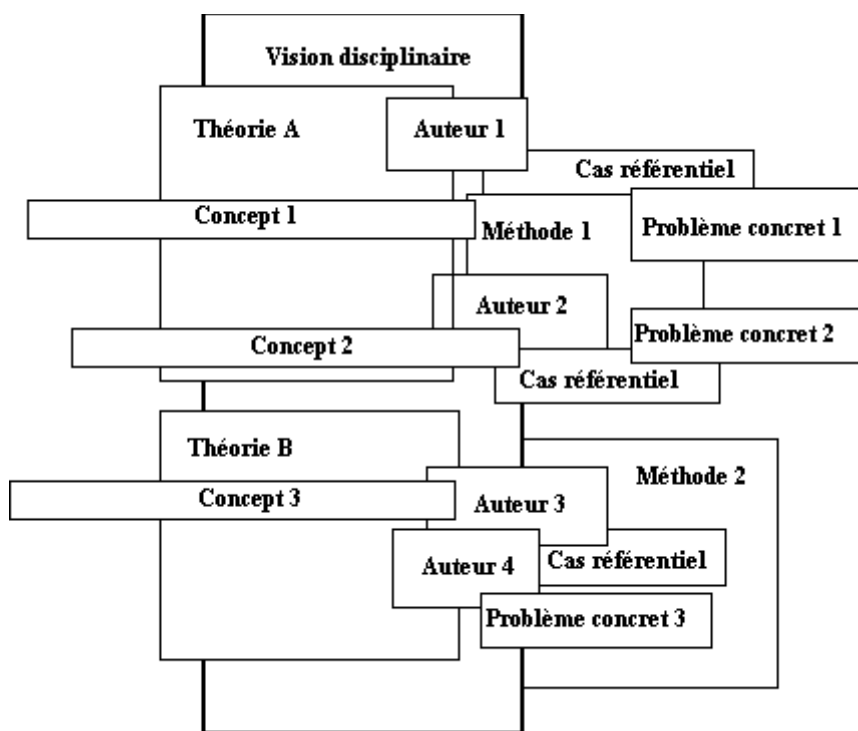 Vision disciplinaire
Théorie A
Auteur 1
Cas référentiel
Concept 1
Méthode 1
Problème concret 1
Auteur 2
Problème concret 2
Concept 2
Cas référentiel
Théorie B
Méthode 2
Concept 3
Auteur 3
Auteur 4
Cas référentiel
Problème concret 3